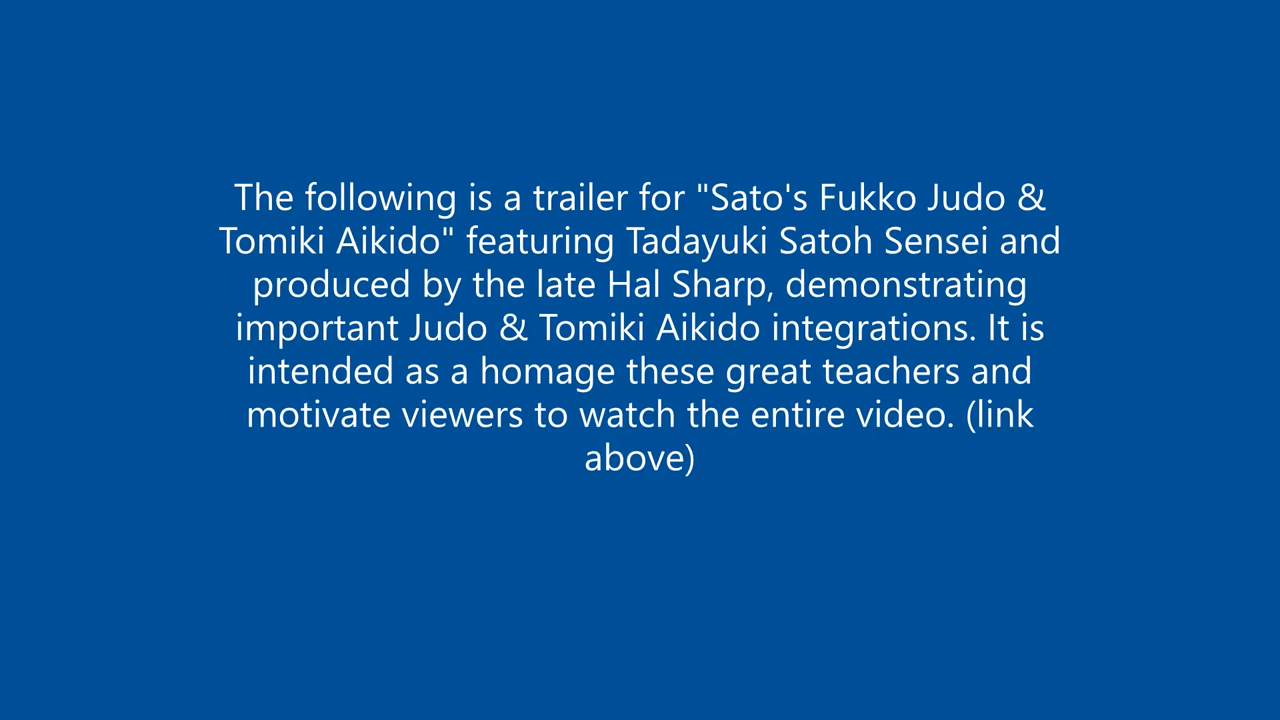 The following is a trailer for "Sato's Fukko Judo &
Tomiki Aikido" featuring Tadayuki Satoh Sensei and
produced by the late Hal Sharp, demonstrating
important Judo & Tomiki Aikido integrations. It is
intended as a homage these great teachers and
motivate viewers to watch the entire video. (link
above)